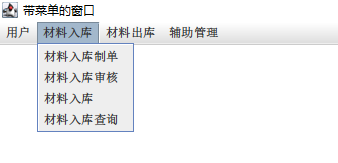 带菜单的窗口
用户 材料入库 材料出库 辅助管理
材料入库制单
材料入库审核
材料入库
材料入库查询